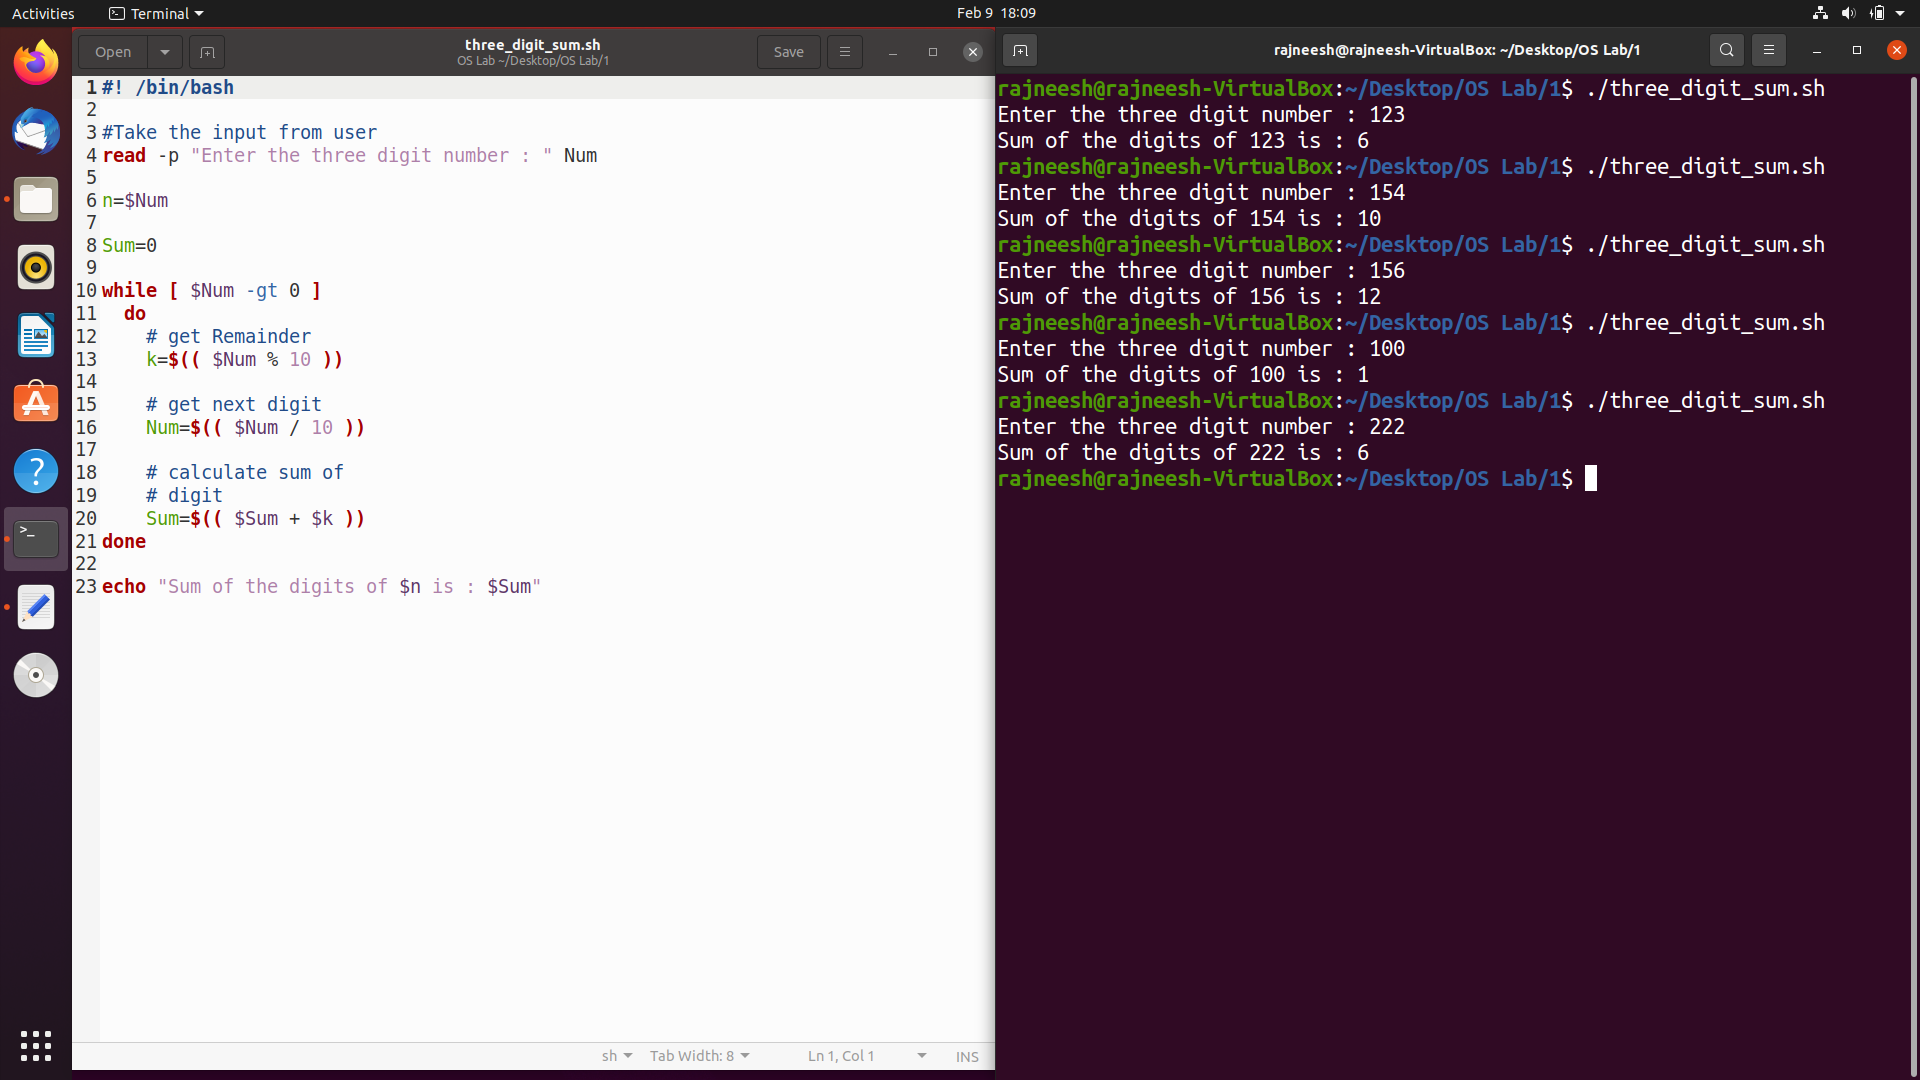 Activities
Terminal
Feb 9 18:09
Open
three_digit_sum.sh
OS Lab ~/Desktop/OS Lab/1
Save
1 #! /bin/bash
2
3 #Take the input from user
4 read -p "Enter the three digit number : " Num
5
6 n=$Num
7
8 Sum=0
9
10 while [ $Num -gt 0 ]
11   do
12     # get Remainder
13     k=$(( $Num % 10 ))
14
15     # get next digit
16     Num=$(( $Num / 10 ))
17
18     # calculate sum of
19     # digit
20     Sum=$(( $Sum + $k ))
21 done
22
23 echo "Sum of the digits of $n is : $Sum"
sh
Tab Width: 8
Ln 1, Col 1
INS
rajneesh@rajneesh-VirtualBox: ~/Desktop/OS Lab/1
rajneesh@rajneesh-VirtualBox:~/Desktop/OS Lab/1$ ./three_digit_sum.sh
Enter the three digit number : 123
Sum of the digits of 123 is : 6
rajneesh@rajneesh-VirtualBox:~/Desktop/OS Lab/1$ ./three_digit_sum.sh
Enter the three digit number : 154
Sum of the digits of 154 is : 10
rajneesh@rajneesh-VirtualBox:~/Desktop/OS Lab/1$ ./three_digit_sum.sh
Enter the three digit number : 156
Sum of the digits of 156 is : 12
rajneesh@rajneesh-VirtualBox:~/Desktop/OS Lab/1$ ./three_digit_sum.sh
Enter the three digit number : 100
Sum of the digits of 100 is : 1
rajneesh@rajneesh-VirtualBox:~/Desktop/OS Lab/1$ ./three_digit_sum.sh
Enter the three digit number : 222
Sum of the digits of 222 is : 6
rajneesh@rajneesh-VirtualBox:~/Desktop/OS Lab/1$